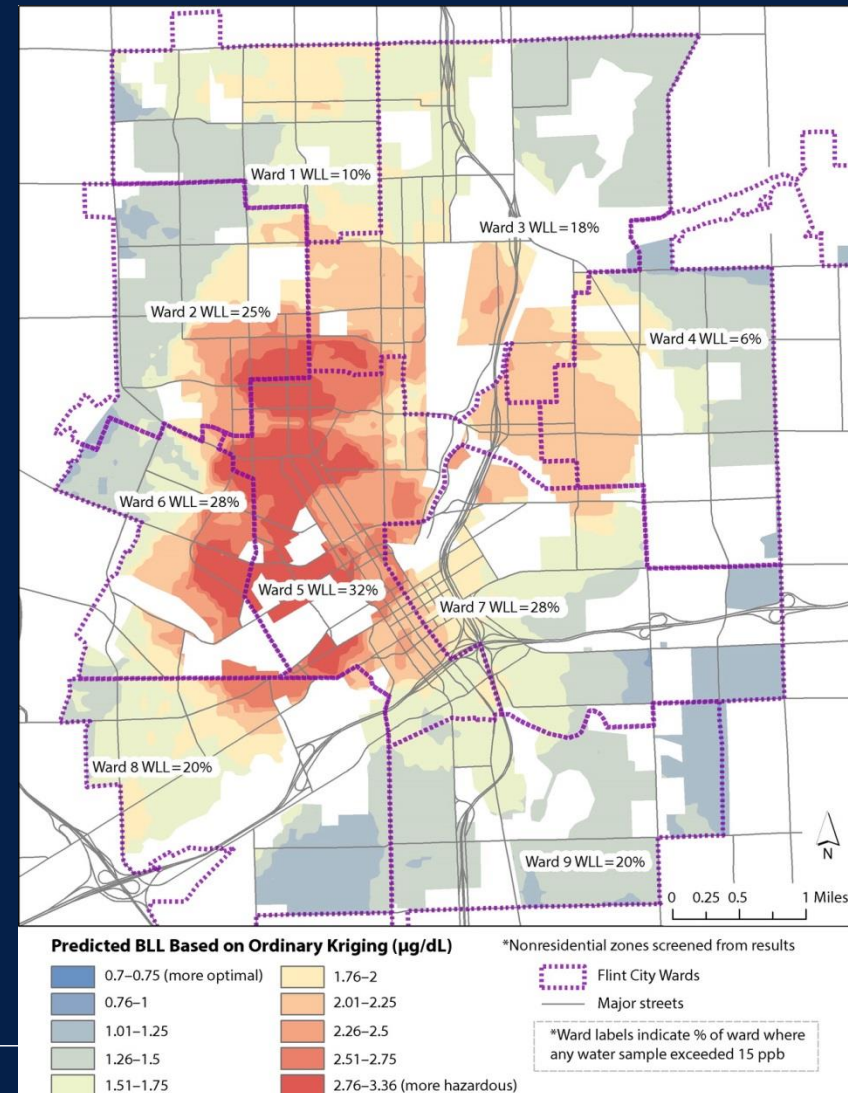 Ward 1 WLL=10%
Ward 3 WLL=18%
Ward 2 WLL=25%
Ward 4 WLL=6%
Ward 6 WLL=28%
Ward 5 WLL=32%
Ward 7 WLL=28%
Ward 8 WLL=20%
Ward 9 WLL=20%
N
0 0.25 0.5 1 Miles
Predicted BLL Based on Ordinary Kriging (µg/dL)
0.7–0.75 (more optimal)
0.76–1
1.01–1.25
1.26–1.5
1.51–1.75
1.76–2
2.01–2.25
2.26–2.5
2.51–2.75
2.76–3.36 (more hazardous)
*Nonresidential zones screened from results
Flint City Wards
Major streets
*Ward labels indicate % of ward where
any water sample exceeded 15 ppb